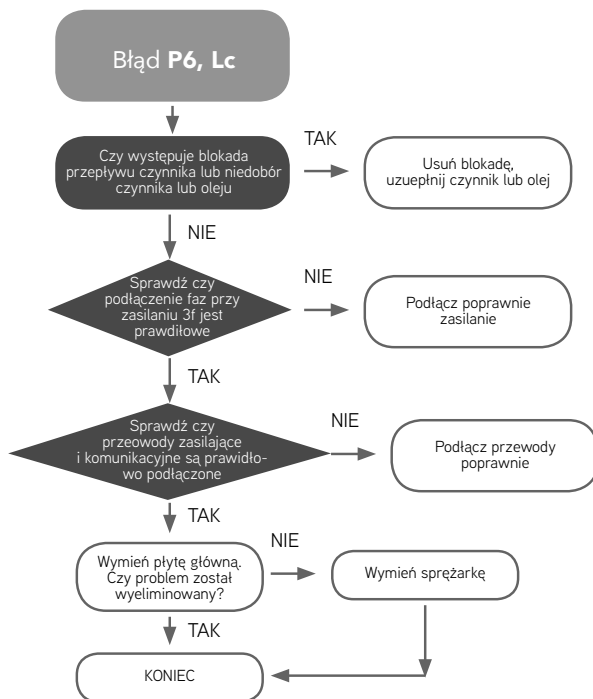 Błąd P6, Lc
Czy występuje blokada
przepływu czynnika lub niedobór
czynnika lub oleju
TAK
Usuń blokadę,
uzuepłnij czynnik lub olej
NIE
Sprawdź czy
podłączenie faz przy
zasilaniu 3f jest
prawdiłowe
NIE
Podłącz poprawnie
zasilanie
TAK
Sprawdź czy
przeowody zasilające
i komunikacyjne są prawidło-
wo podłączone
NIE
Podłącz przewody
poprawnie
TAK
Wymień płytę główną.
Czy problem został
wyeliminowany?
NIE
Wymień sprężarkę
TAK
KONIEC